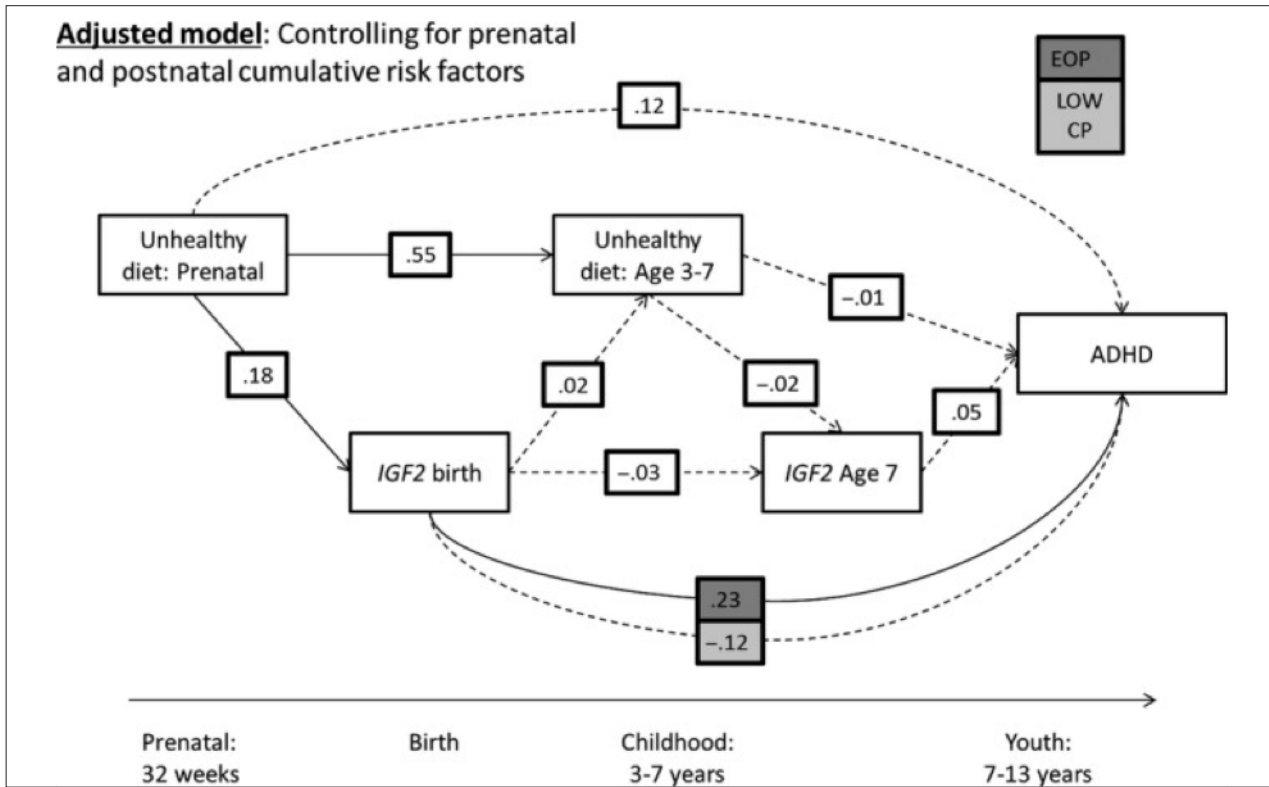 Adjusted model: Controlling for prenatal
and postnatal cumulative risk factors
EOP
LOW
CP
.12
Unhealthy
diet: Prenatal
.55
Unhealthy
diet: Age 3-7
–.01
ADHD
.18
.02
–.02
.05
IGF2 birth
–.03
IGF2 Age 7
.23
–.12
Prenatal:
32 weeks
Birth
Childhood:
3-7 years
Youth:
7-13 years